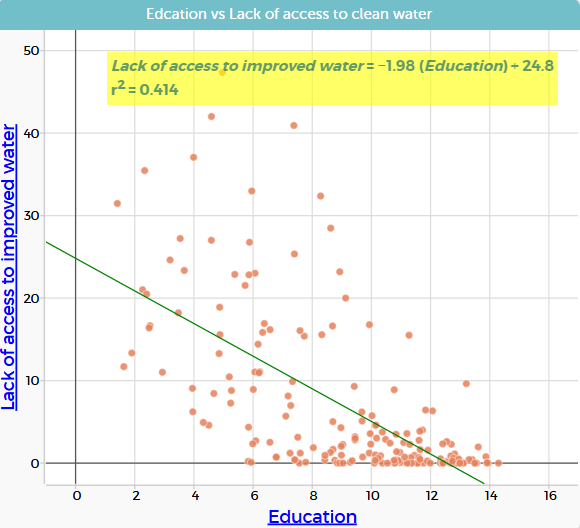 Edcation vs Lack of access to clean water
Lack of access to improved water = −1.98 (Education) + 24.8
r² = 0.414
Lack of access to improved water
50
40
30
20
10
0
0 2 4 6 8 10 12 14 16
Education